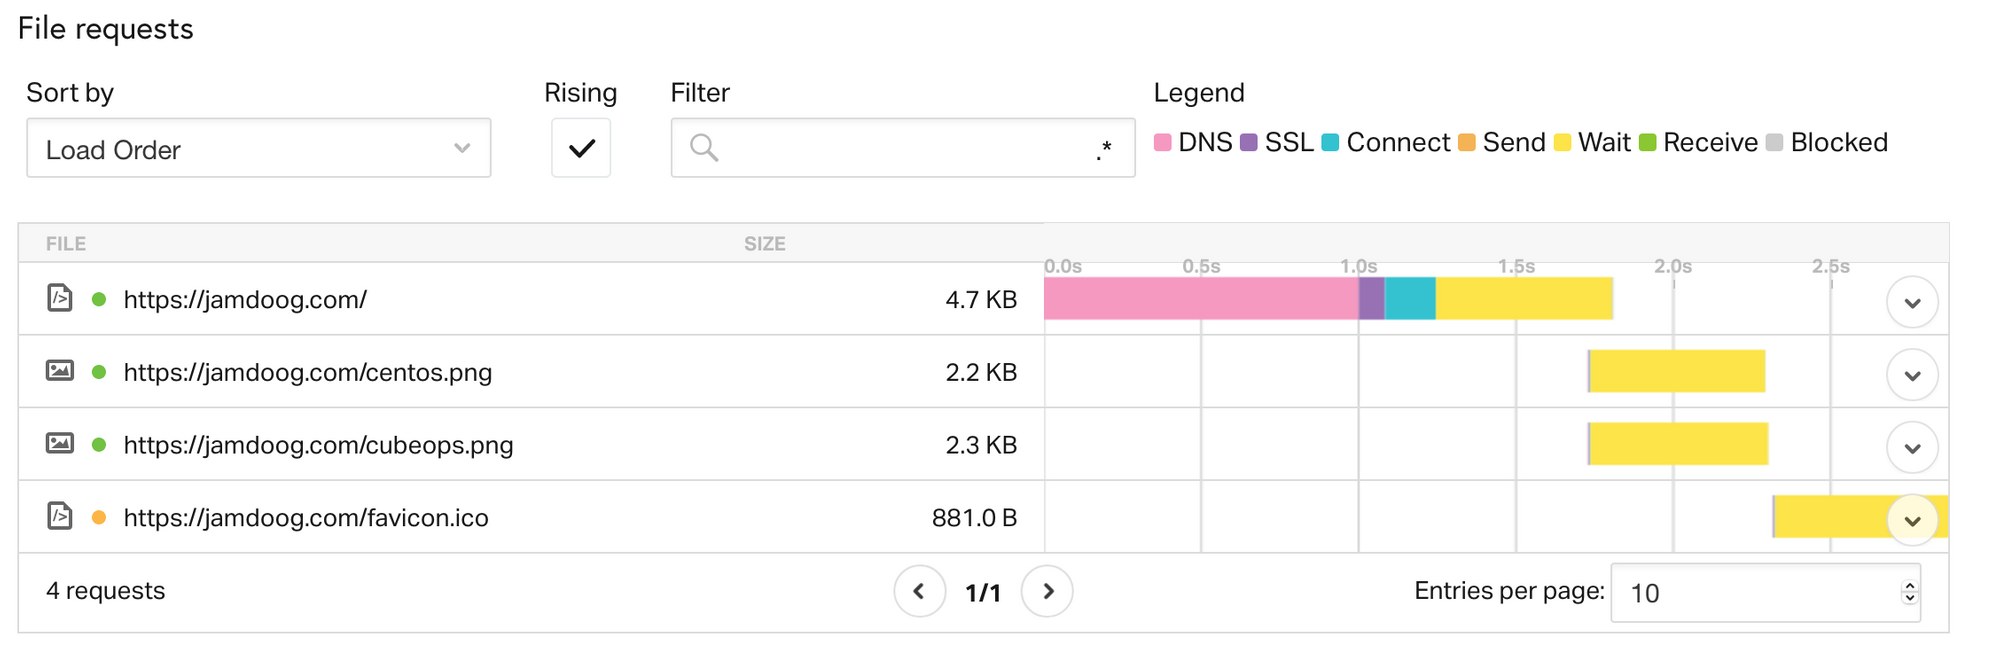 File requests
Sort by
Rising
Filter
Legend
Load Order
.*
DNS SSL Connect Send Wait Receive Blocked
FILE SIZE
0.0s 0.5s 1.0s 1.5s 2.0s 2.5s
https://jamdoog.com/ 4.7 KB
https://jamdoog.com/centos.png 2.2 KB
https://jamdoog.com/cubeops.png 2.3 KB
https://jamdoog.com/favicon.ico 881.0 B
4 requests 1/1 Entries per page: 10